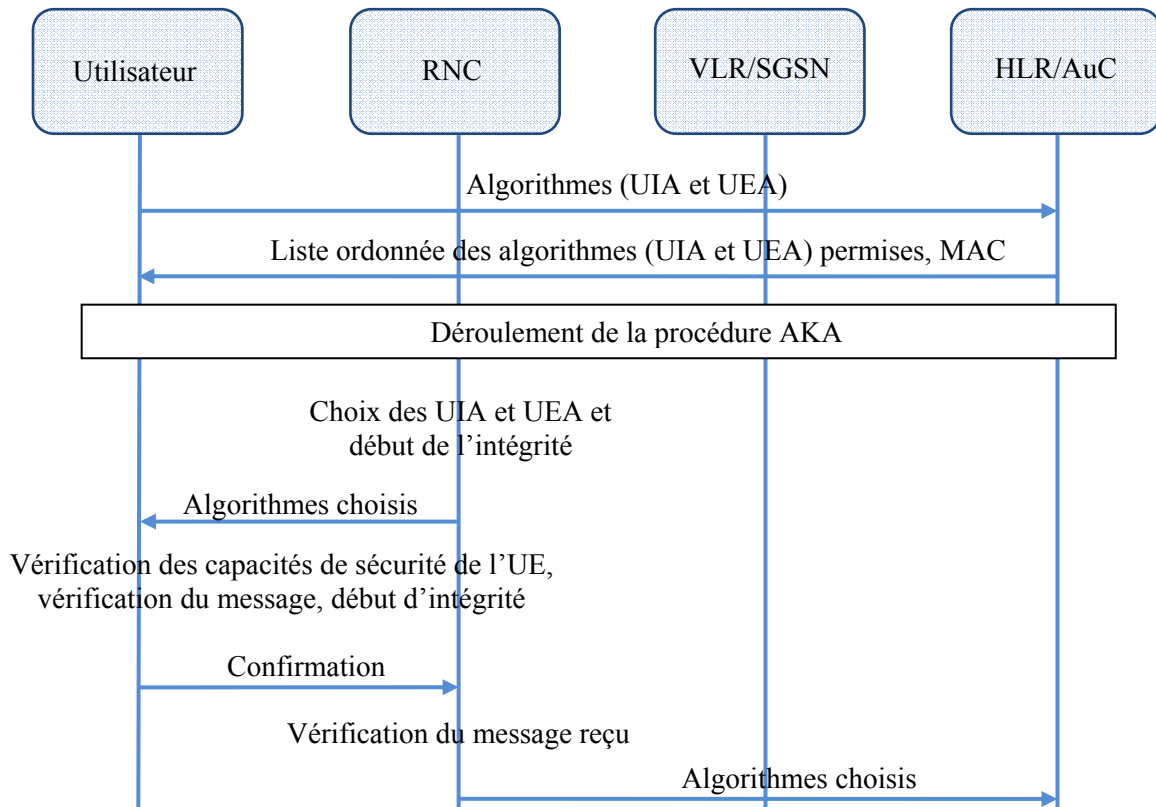 Utilisateur
RNC
VLR/SGSN
HLR/AuC
Algorithmes (UIA et UEA)
Liste ordonnée des algorithmes (UIA et UEA) permises, MAC
Déroulement de la procédure AKA
Choix des UIA et UEA et
début de l’intégrité
Algorithmes choisis
Vérification des capacités de sécurité de l’UE,
vérification du message, début d’intégrité
Confirmation
Vérification du message reçu
Algorithmes choisis